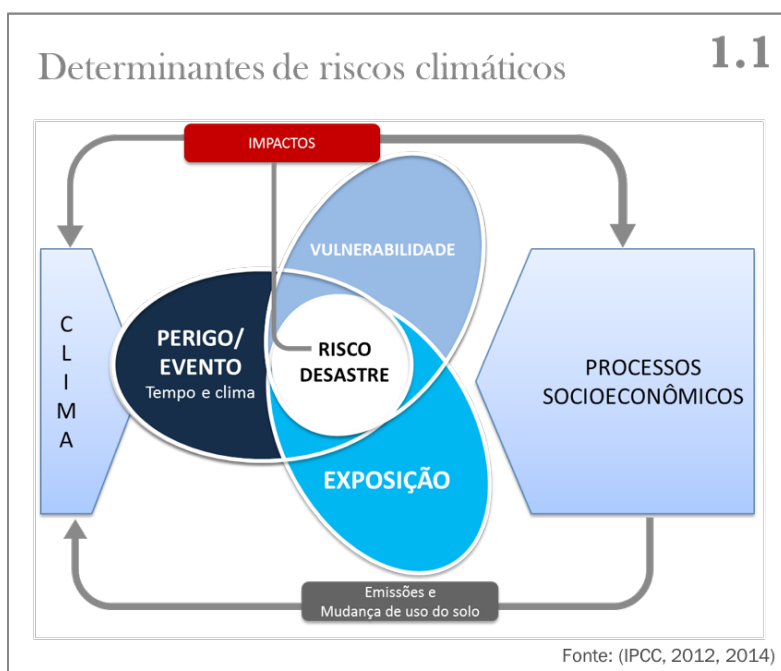 Determinantes de riscos climáticos
1.1
IMPACTOS
VULNERABILIDADE
CLIMA
PERIGO/
EVENTO
Tempo e clima
RISCO
DESASTRE
PROCESSOS
SOCIOECONÔMICOS
EXPOSIÇÃO
Emissões e
Mudança de uso do solo
Fonte: (IPCC, 2012, 2014)